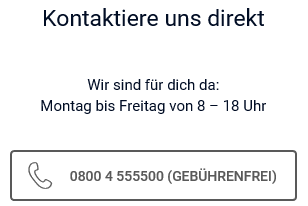 Kontaktiere uns direkt
Wir sind für dich da:
Montag bis Freitag von 8 – 18 Uhr
0800 4 555500 (GEBÜHRENFREI)